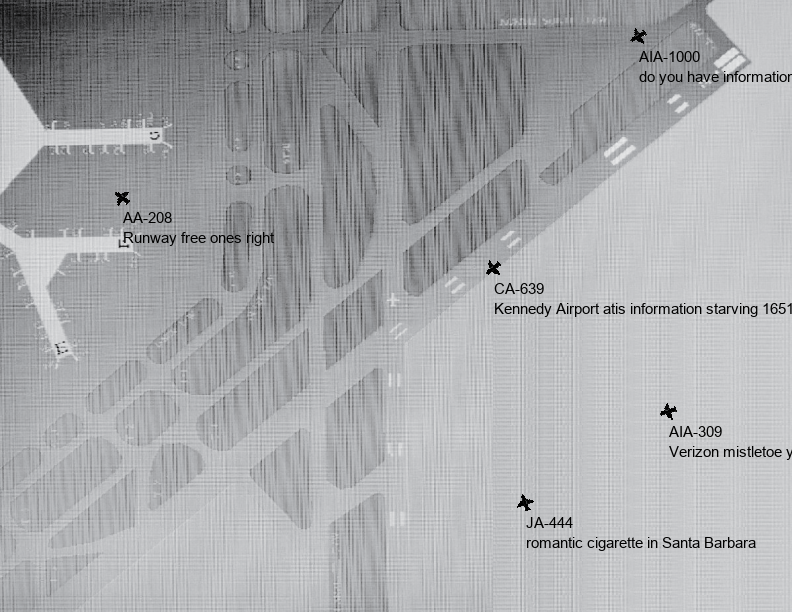 AIA-1000
do you have information
AA-208
Runway free ones right
CA-639
Kennedy Airport atis information starving 1651
AIA-309
Verizon mistletoe y
JA-444
romantic cigarette in Santa Barbara